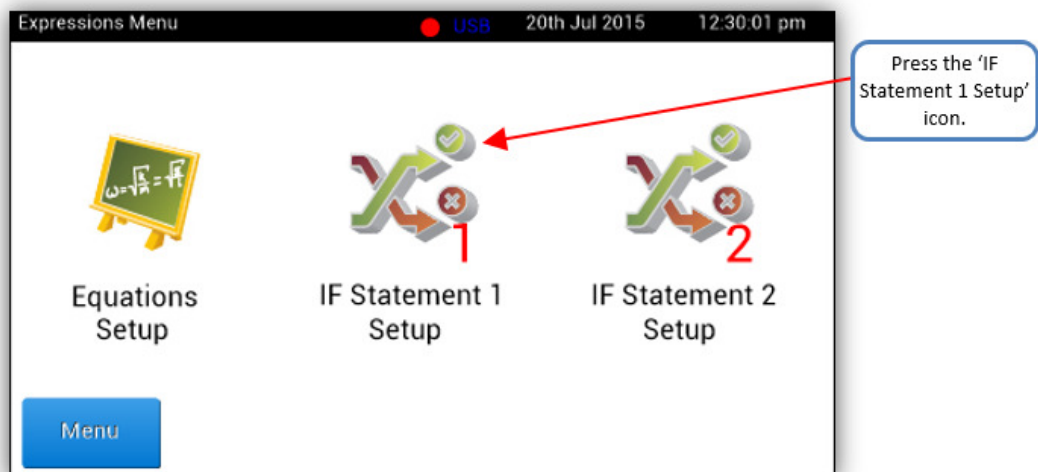 Expressions Menu USB 20th Jul 2015 12:30:01 pm
Press the ‘IF
Statement 1 Setup’
icon.
1
2
Equations
Setup
IF Statement 1
Setup
IF Statement 2
Setup
Menu